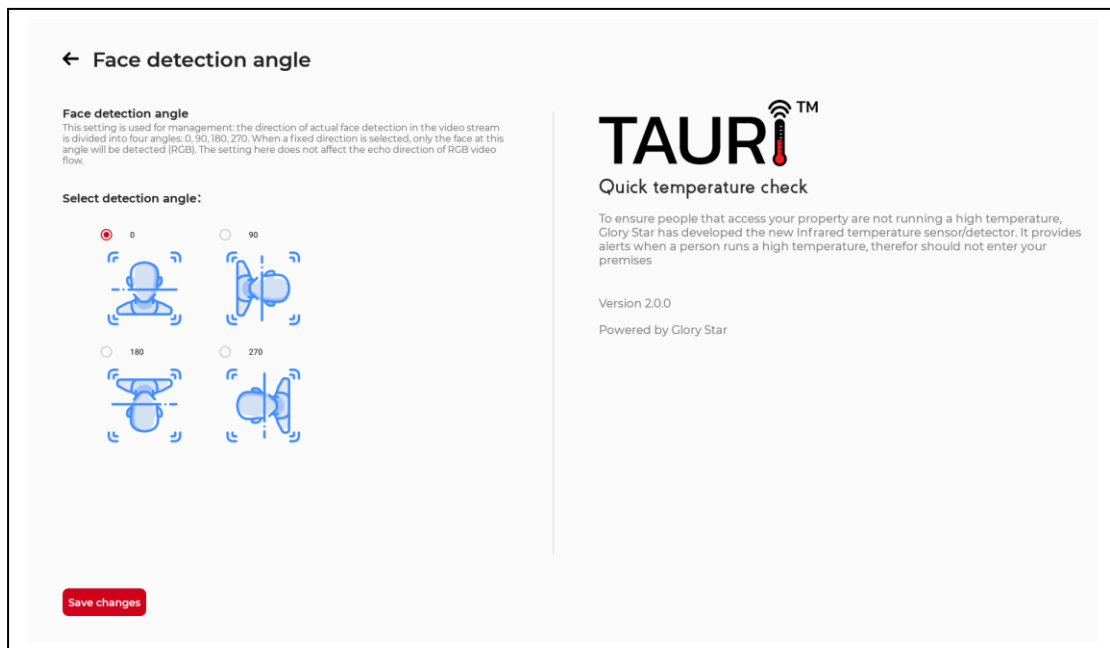 Face detection angle
Face detection angle
This setting is used for management: the direction of actual face detection in the video stream
is divided into four angles: 0, 90, 180, 270. When a fixed direction is selected, only the face at this
angle will be detected (RGB). The setting here does not affect the echo direction of RGB video
flow.
Select detection angle:
0
90
180
270
Save changes
TAURI™
Quick temperature check
To ensure people that access your property are not running a high temperature,
Glory Star has developed the new Infrared temperature sensor/detector. It provides
alerts when a person runs a high temperature, therefor should not enter your
premises
Version 2.0.0
Powered by Glory Star